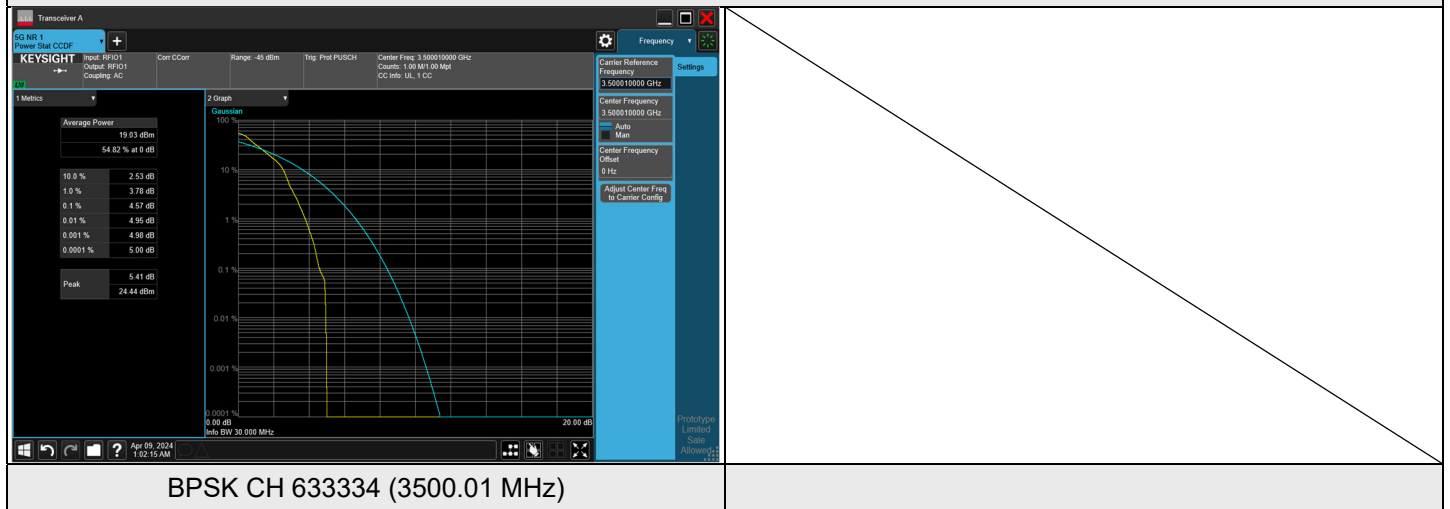 Transceiver A
5G NR 1
Power Stat CCDF
Frequency
KEYSIGHT
Input: RFIO1
Output: RFIO1
Coupling: AC
Corr CCorr
Range: -45 dBm
Trig: Prot PUSCH
Center Freq: 3.500010000 GHz
Counts: 1.00 M/1.00 Mpt
CC Info: UL, 1 CC
Carrier Reference
Frequency
3.500010000 GHz
Settings
Center Frequency
3.500010000 GHz
Auto
Man
Center Frequency
Offset
0 Hz
Adjust Center Freq
to Carrier Config
1 Metrics
Average Power
19.03 dBm
54.82 % at 0 dB
10.0 % 2.53 dB
1.0 % 3.78 dB
0.1 % 4.57 dB
0.01 % 4.95 dB
0.001 % 4.98 dB
0.0001 % 5.00 dB
Peak
5.41 dB
24.44 dBm
2 Graph
Gaussian
100 %
10 %
1 %
0.1 %
0.01 %
0.001 %
0.0001 %
0.00 dB
20.00 dB
Info BW 30.000 MHz
Prototype
Limited
Sale
Allowed
?
Apr 09, 2024
1:02:15 AM
BPSK CH 633334 (3500.01 MHz)